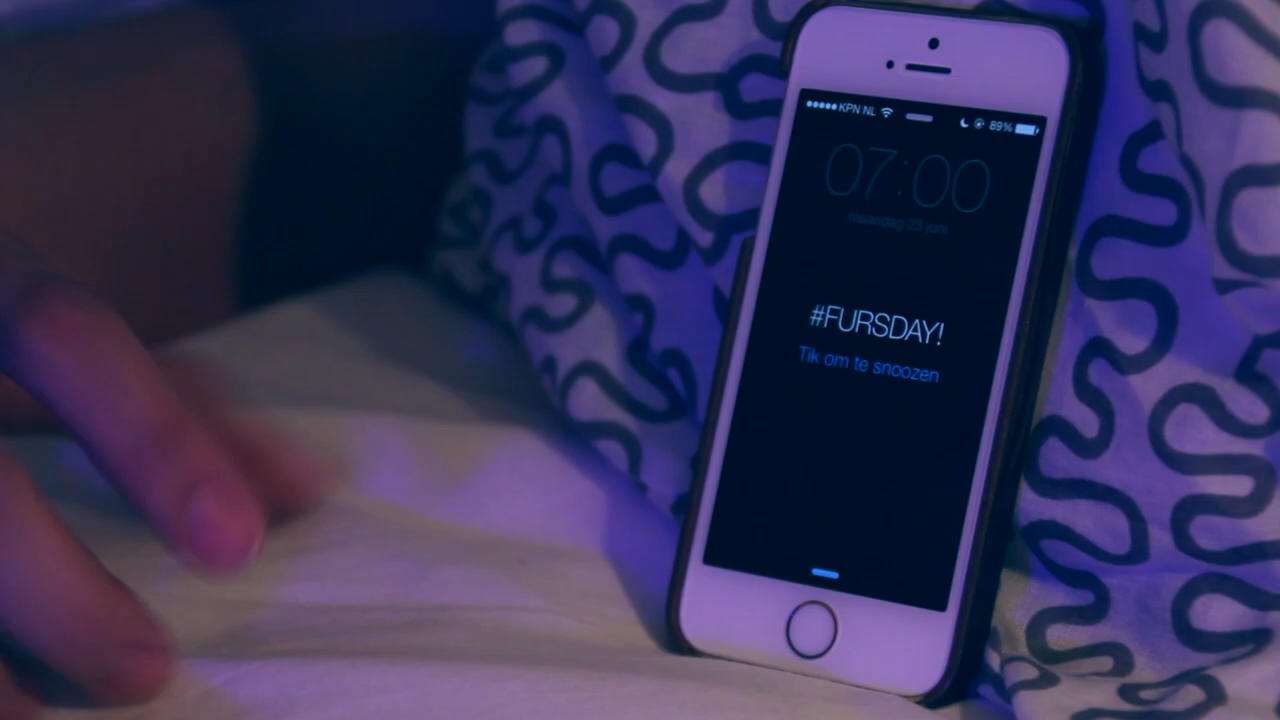 KPN NL 89%
07:00
maandag 23 juni
#FURSDAY!
Tik om te snoozen